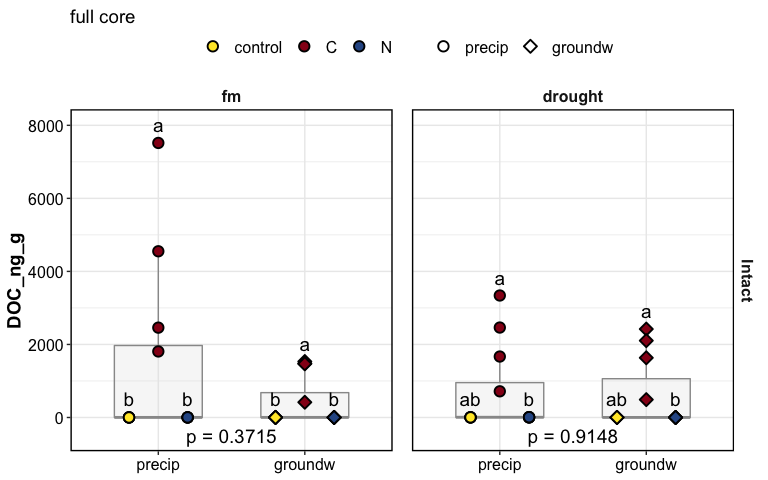 full core
control C N precip groundw
fm drought
8000
6000
4000
2000
0
DOC_ng_g
a
b b
a
b b
p = 0.3715
a
ab b
a
ab b
p = 0.9148
Intact
precip groundw precip groundw